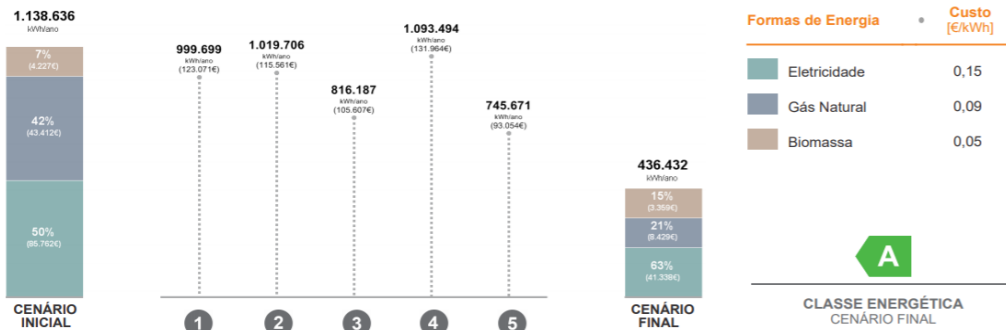 1.138.636
kWh/ano
7%
(4.227€)
42%
(43.412€)
50%
(85.762€)
CENÁRIO
INICIAL
999.699
kWh/ano
(123.071€)
1
1.019.706
kWh/ano
(115.561€)
2
816.187
kWh/ano
(105.607€)
3
1.093.494
kWh/ano
(131.964€)
4
745.671
kWh/ano
(93.054€)
5
436.432
kWh/ano
15%
(3.369€)
21%
(8.429€)
63%
(41.338€)
CENÁRIO
FINAL
Formas de Energia • Custo
[€/kWh]
Eletricidade 0,15
Gás Natural 0,09
Biomassa 0,05
A
CLASSE ENERGÉTICA
CENÁRIO FINAL